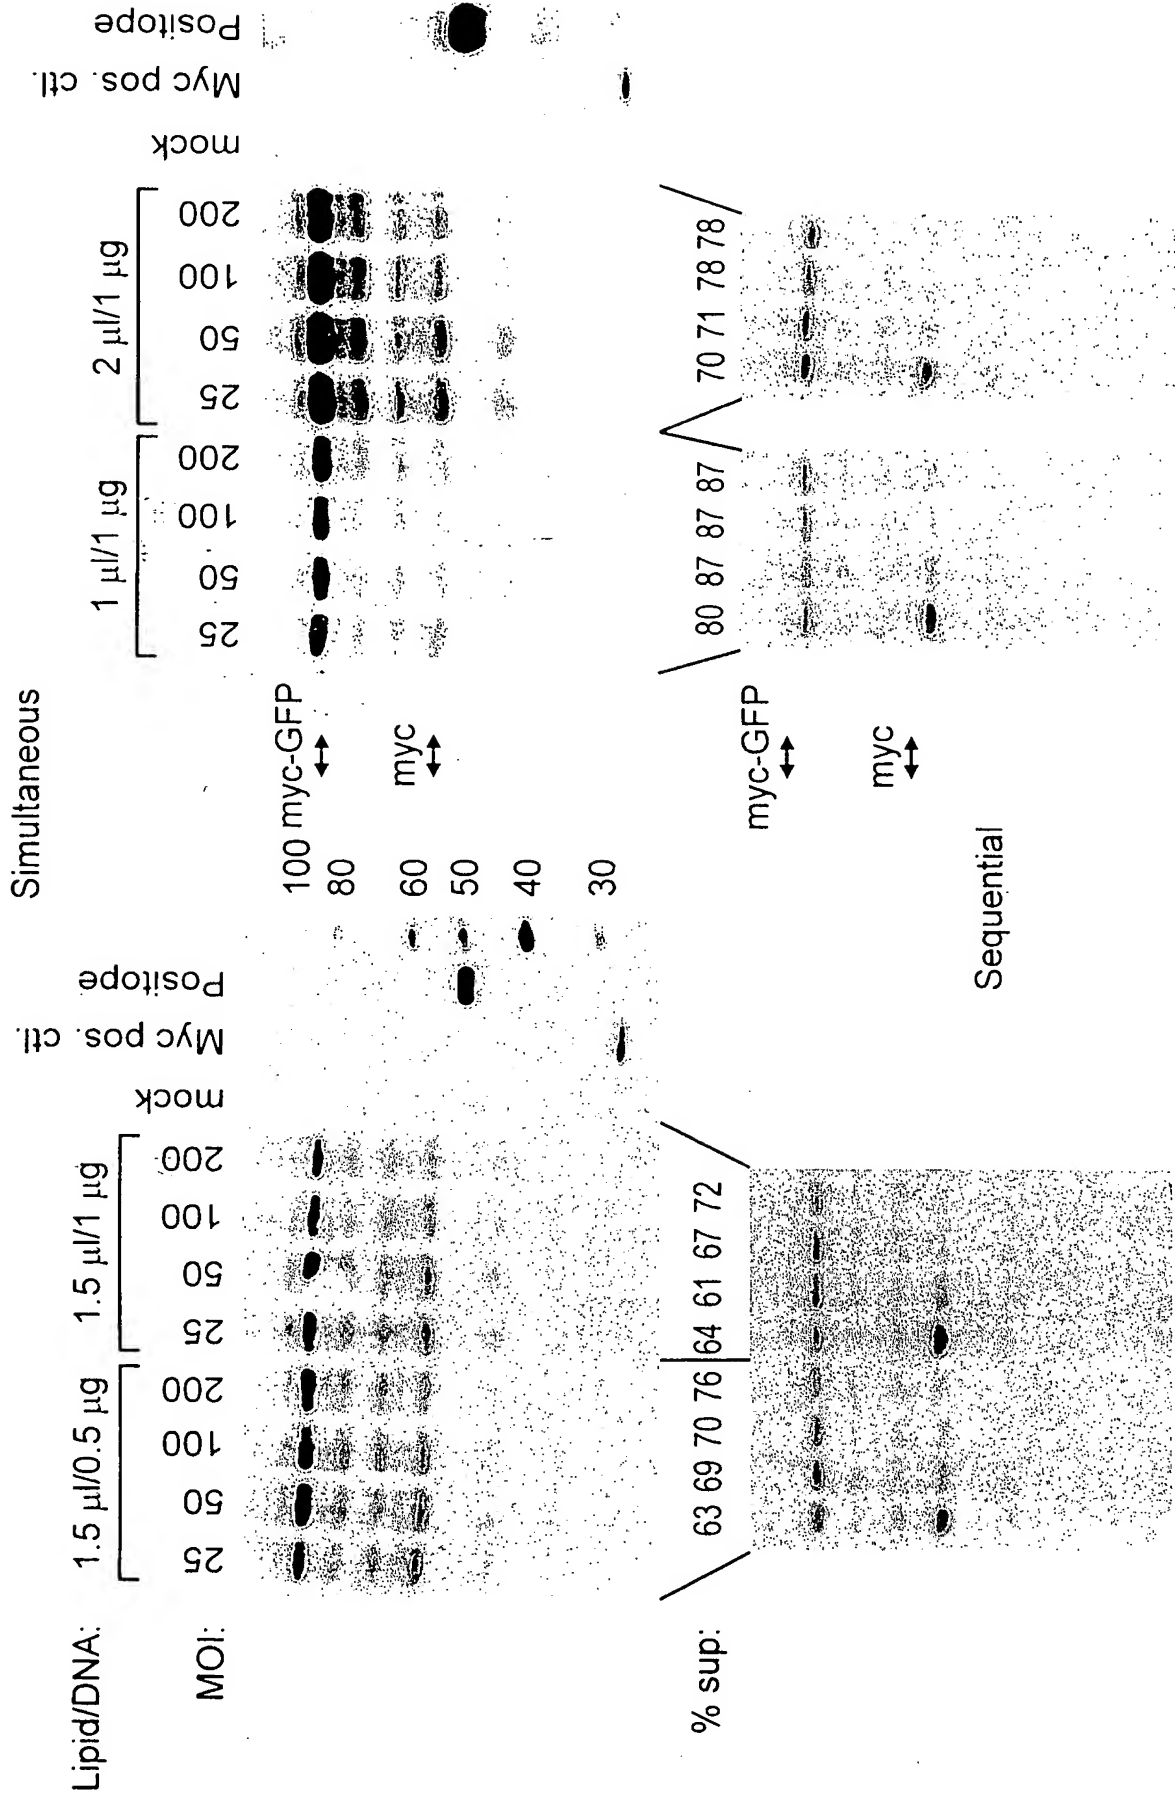 Simultaneous
Lipid/DNA: 1.5 µl/0.5 µg 1.5 µl/1 µg mock Myc pos. ctl. Positope 1 µl/1 µg 2 µl/1 µg mock Myc pos. ctl. Positope
MOI: 25 50 100 200 25 50 100 200 25 50 100 200 25 50 100 200
100 myc-GFP
80
60 myc
50
40
30
% sup: 63 69 70 76 64 61 67 72 80 87 87 87 70 71 78 78
myc-GFP
myc
Sequential